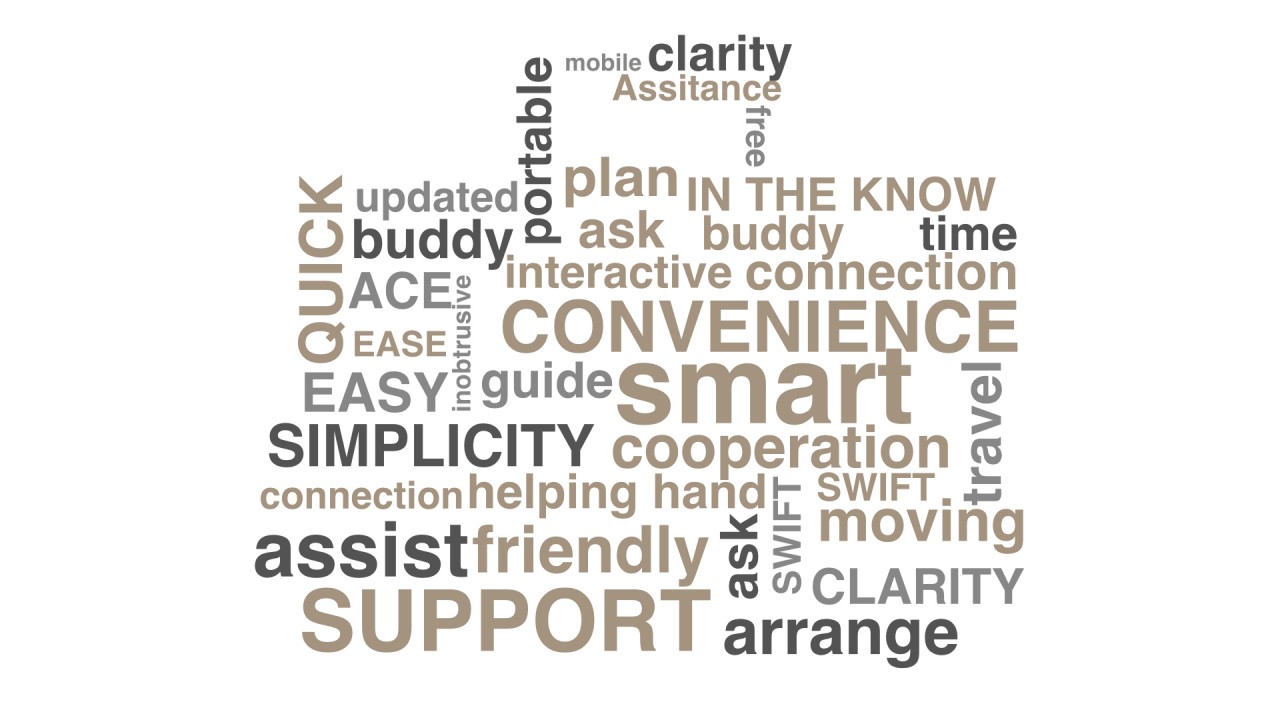 mobile clarity
Assitance
portable
free
plan IN THE KNOW
QUICK
updated
buddy
ask buddy time
interactive connection
ACE
inobtrusive
CONVENIENCE
EASE
EASY
guide smart
travel
SIMPLICITY cooperation
connection helping hand
SWIFT
SWIFT
moving
ask
assist friendly
CLARITY
SUPPORT arrange